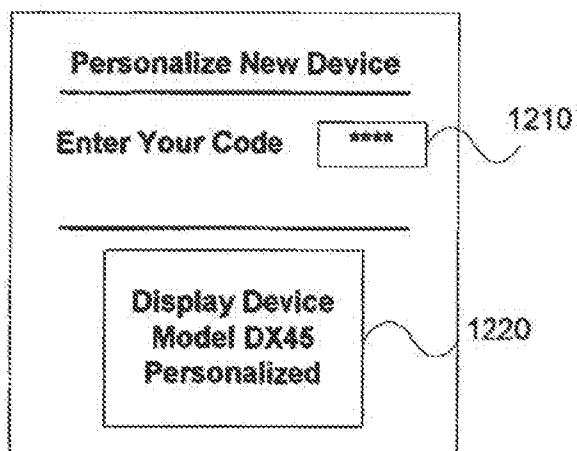 Personalize New Device
Enter Your Code
****
1210
Display Device
Model DX45
Personalized
1220